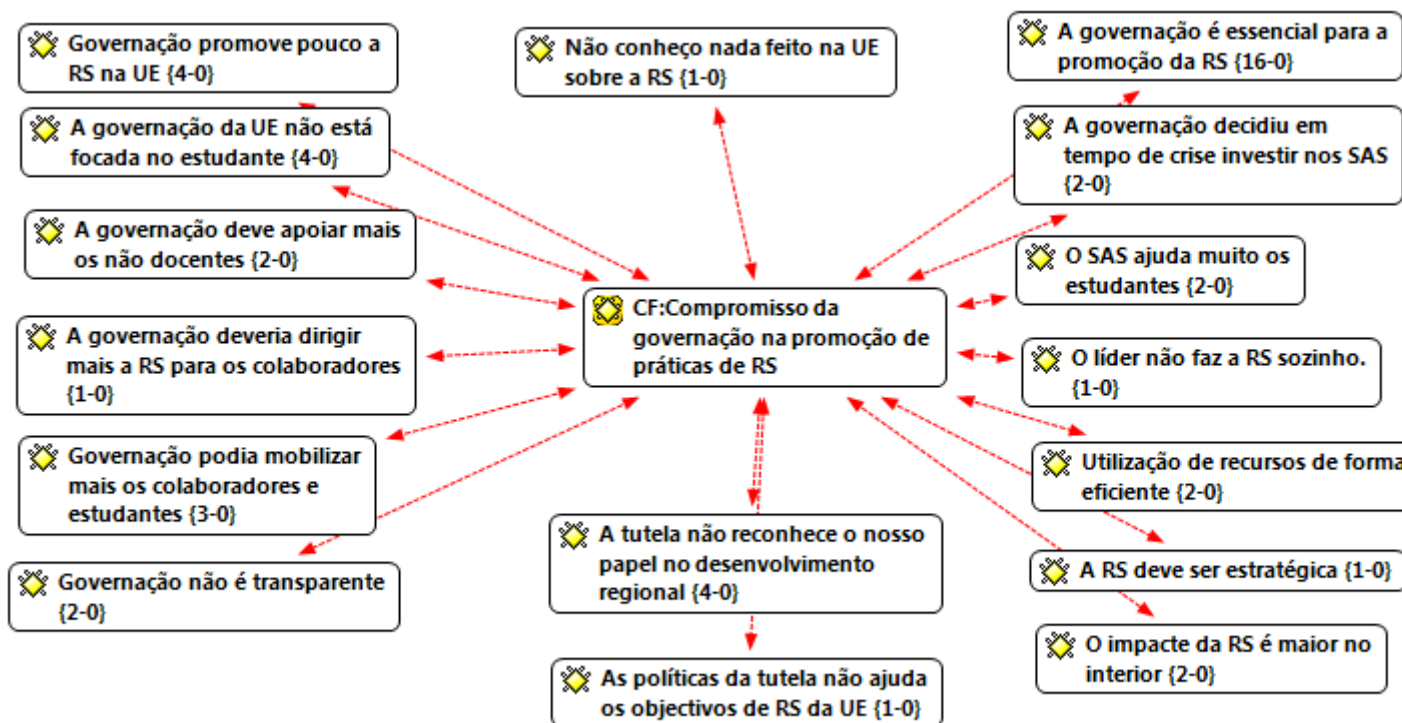 Governação promove pouco a
RS na UE {4-0}
A governação da UE não está
focada no estudante {4-0}
A governação deve apoiar mais
os não docentes {2-0}
A governação deveria dirigir
mais a RS para os colaboradores
{1-0}
Governação podia mobilizar
mais os colaboradores e
estudantes {3-0}
Governação não é transparente
{2-0}
Não conheço nada feito na UE
sobre a RS {1-0}
CF:Compromisso da
governação na promoção de
práticas de RS
A tutela não reconhece o nosso
papel no desenvolvimento
regional {4-0}
As políticas da tutela não ajuda
os objectivos de RS da UE {1-0}
A governação é essencial para a
promoção da RS {16-0}
A governação decidiu em
tempo de crise investir nos SAS
{2-0}
O SAS ajuda muito os
estudantes {2-0}
O líder não faz a RS sozinho.
{1-0}
Utilização de recursos de forma
eficiente {2-0}
A RS deve ser estratégica {1-0}
O impacte da RS é maior no
interior {2-0}